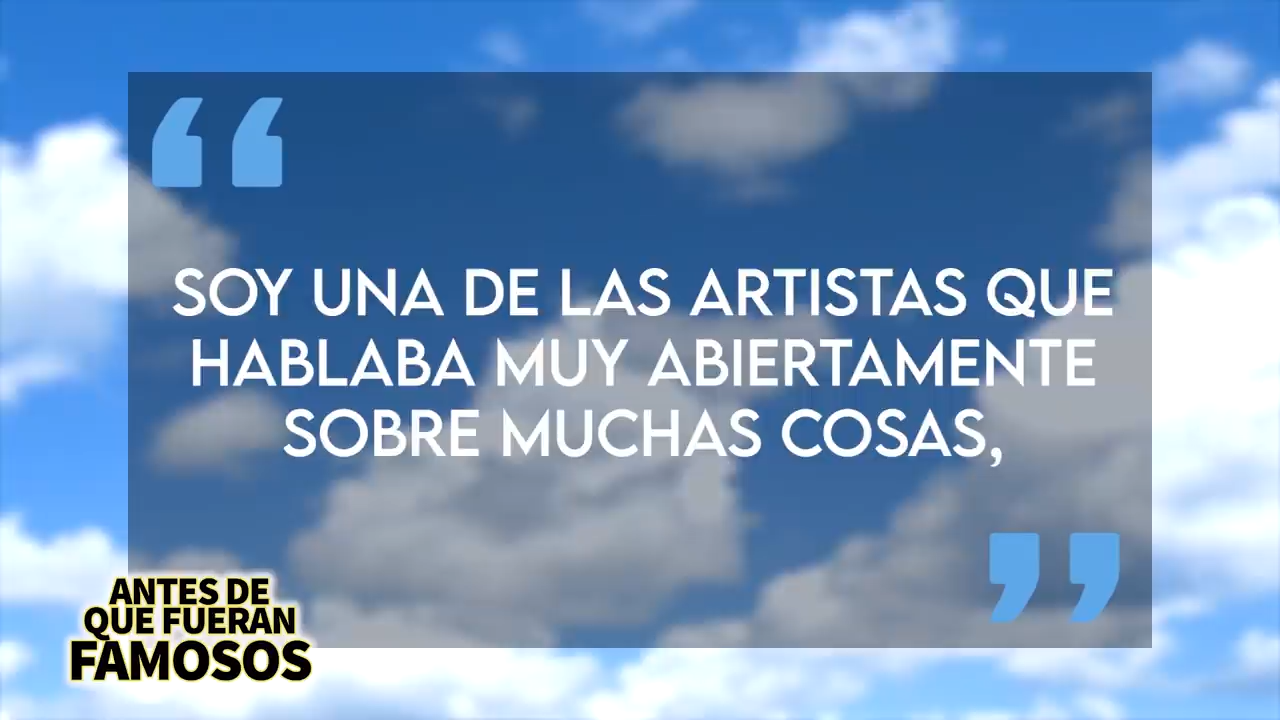 SOY UNA DE LAS ARTISTAS QUE
HABLABA MUY ABIERTAMENTE
SOBRE MUCHAS COSAS,
ANTES DE
QUE FUERAN
FAMOSOS